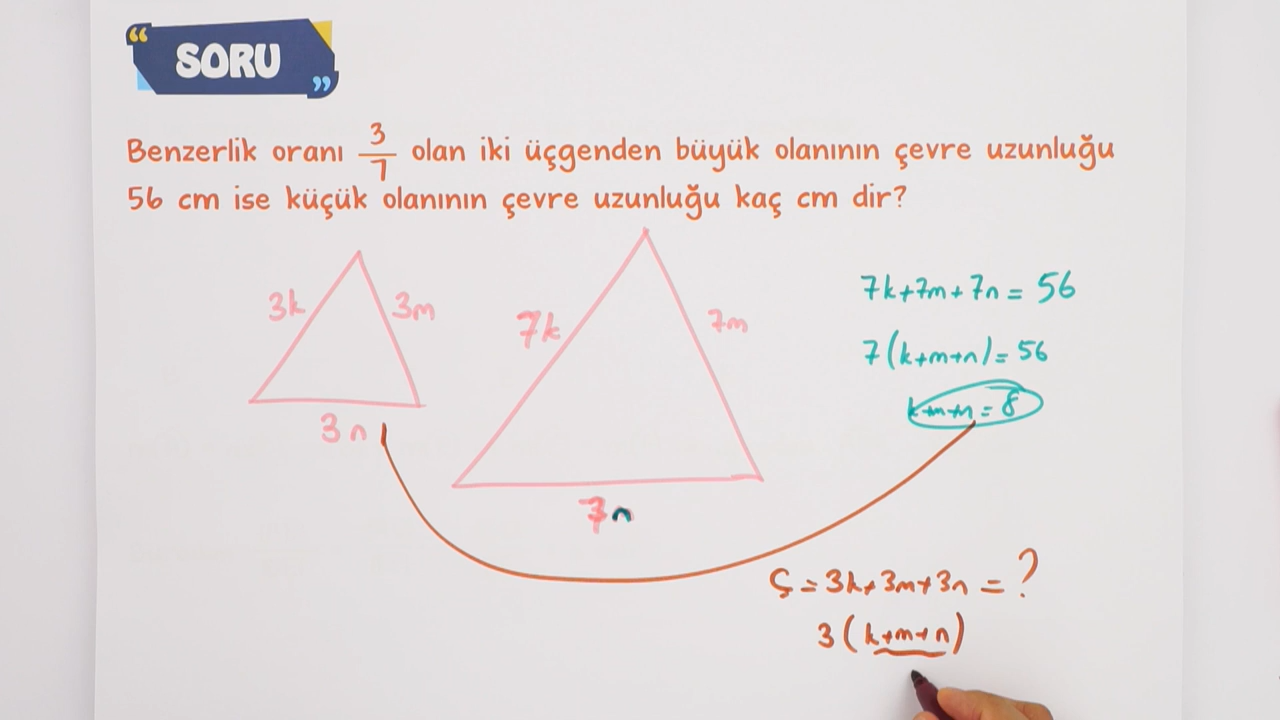 SORU
Benzerlik oranı 3/7 olan iki üçgenden büyük olanının çevre uzunluğu
56 cm ise küçük olanının çevre uzunluğu kaç cm dir?
3k
3m
3n
7k
7m
7n
7k+7m+7n=56
7(k+m+n)=56
k+m+n=8
Ç=3k+3m+3n=?
3(k+m+n)